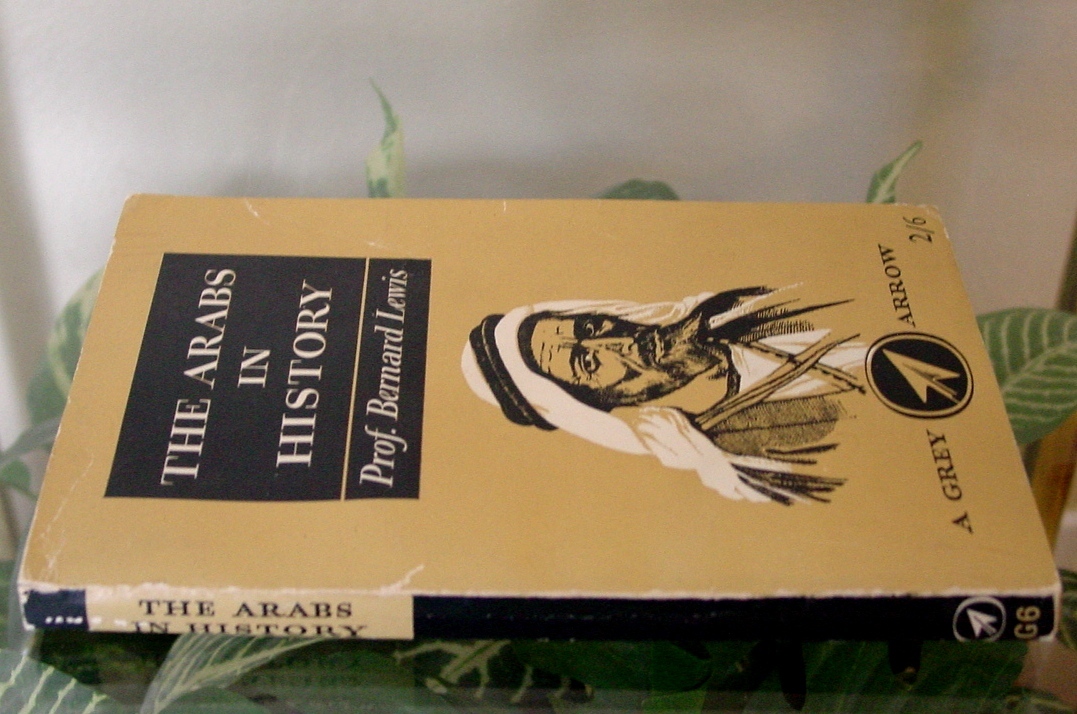 THE ARABS
IN
HISTORY
Prof. Bernard Lewis
A GREY ARROW
2/6
THE ARABS
IN HISTORY
G6